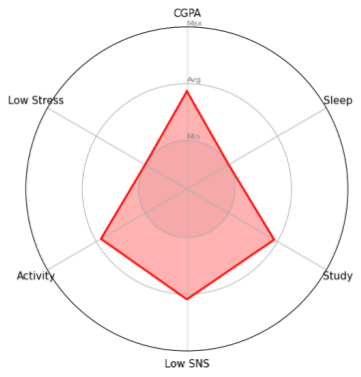 CGPA
Max
Avg
Low Stress
Sleep
Min
Activity
Study
Low SNS